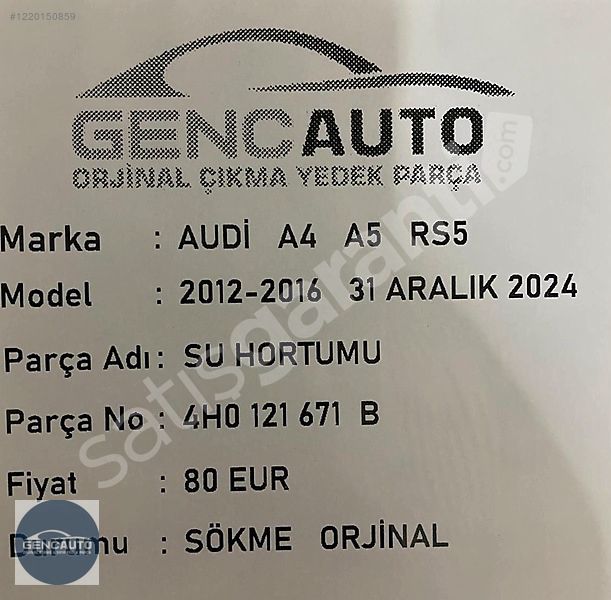 #1220150859
GENCAUTO
ORJİNAL ÇIKMA YEDEK PARÇA
Marka : AUDİ A4 A5 RS5
Model : 2012-2016 31 ARALIK 2024
Parça Adı : SU HORTUMU
Parça No : 4H0 121 671 B
Fiyat : 80 EUR
Durumu : SÖKME ORJİNAL
GENCAUTO
satışgaranti.com